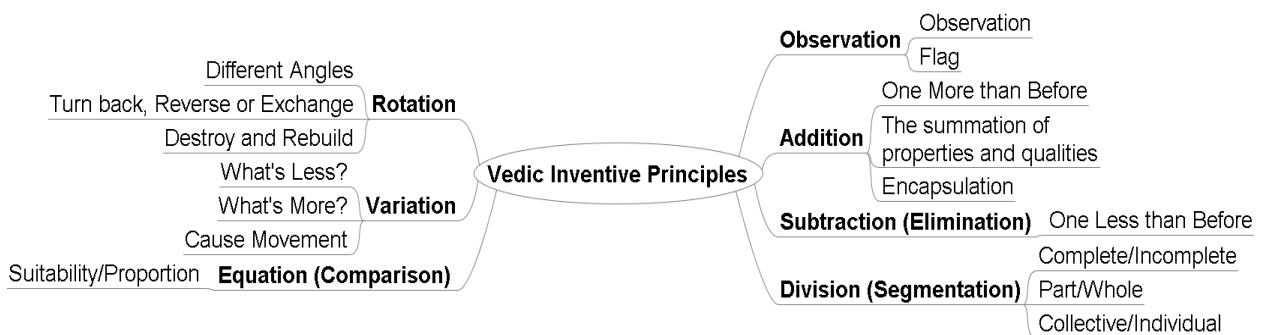 Vedic Inventive Principles
Observation
Observation
Flag
Addition
One More than Before
The summation of
properties and qualities
Encapsulation
Subtraction (Elimination)
One Less than Before
Division (Segmentation)
Complete/Incomplete
Part/Whole
Collective/Individual
Rotation
Different Angles
Turn back, Reverse or Exchange
Destroy and Rebuild
Variation
What's Less?
What's More?
Cause Movement
Equation (Comparison)
Suitability/Proportion